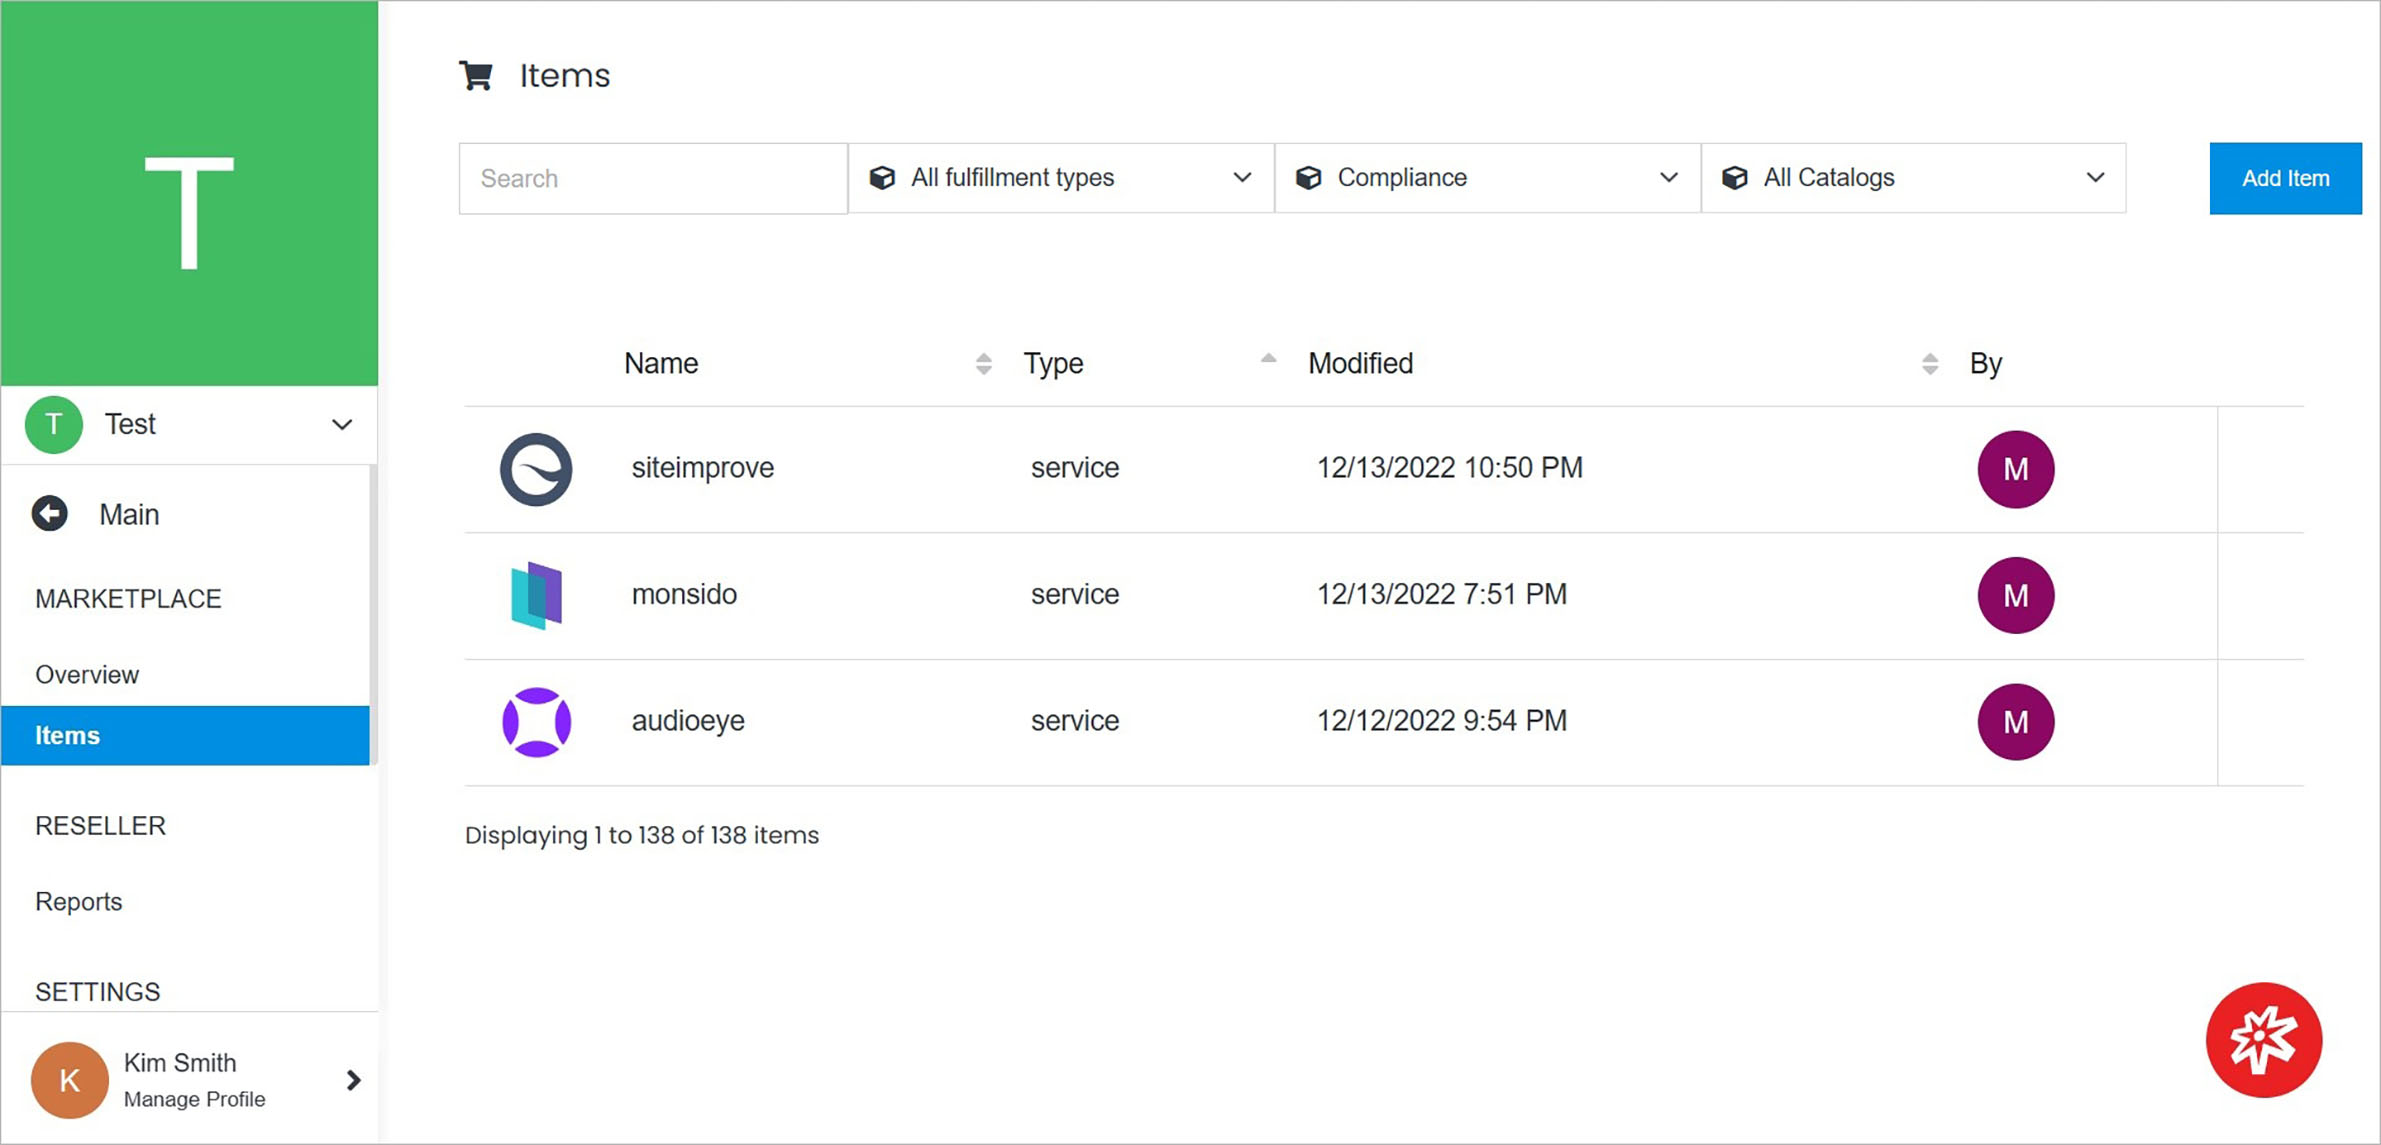 T
T Test
Main
MARKETPLACE
Overview
Items
RESELLER
Reports
SETTINGS
K Kim Smith
Manage Profile
Items
Search All fulfillment types Compliance All Catalogs Add Item
Name Type Modified By
siteimprove service 12/13/2022 10:50 PM M
monsido service 12/13/2022 7:51 PM M
audioeye service 12/12/2022 9:54 PM M
Displaying 1 to 138 of 138 items